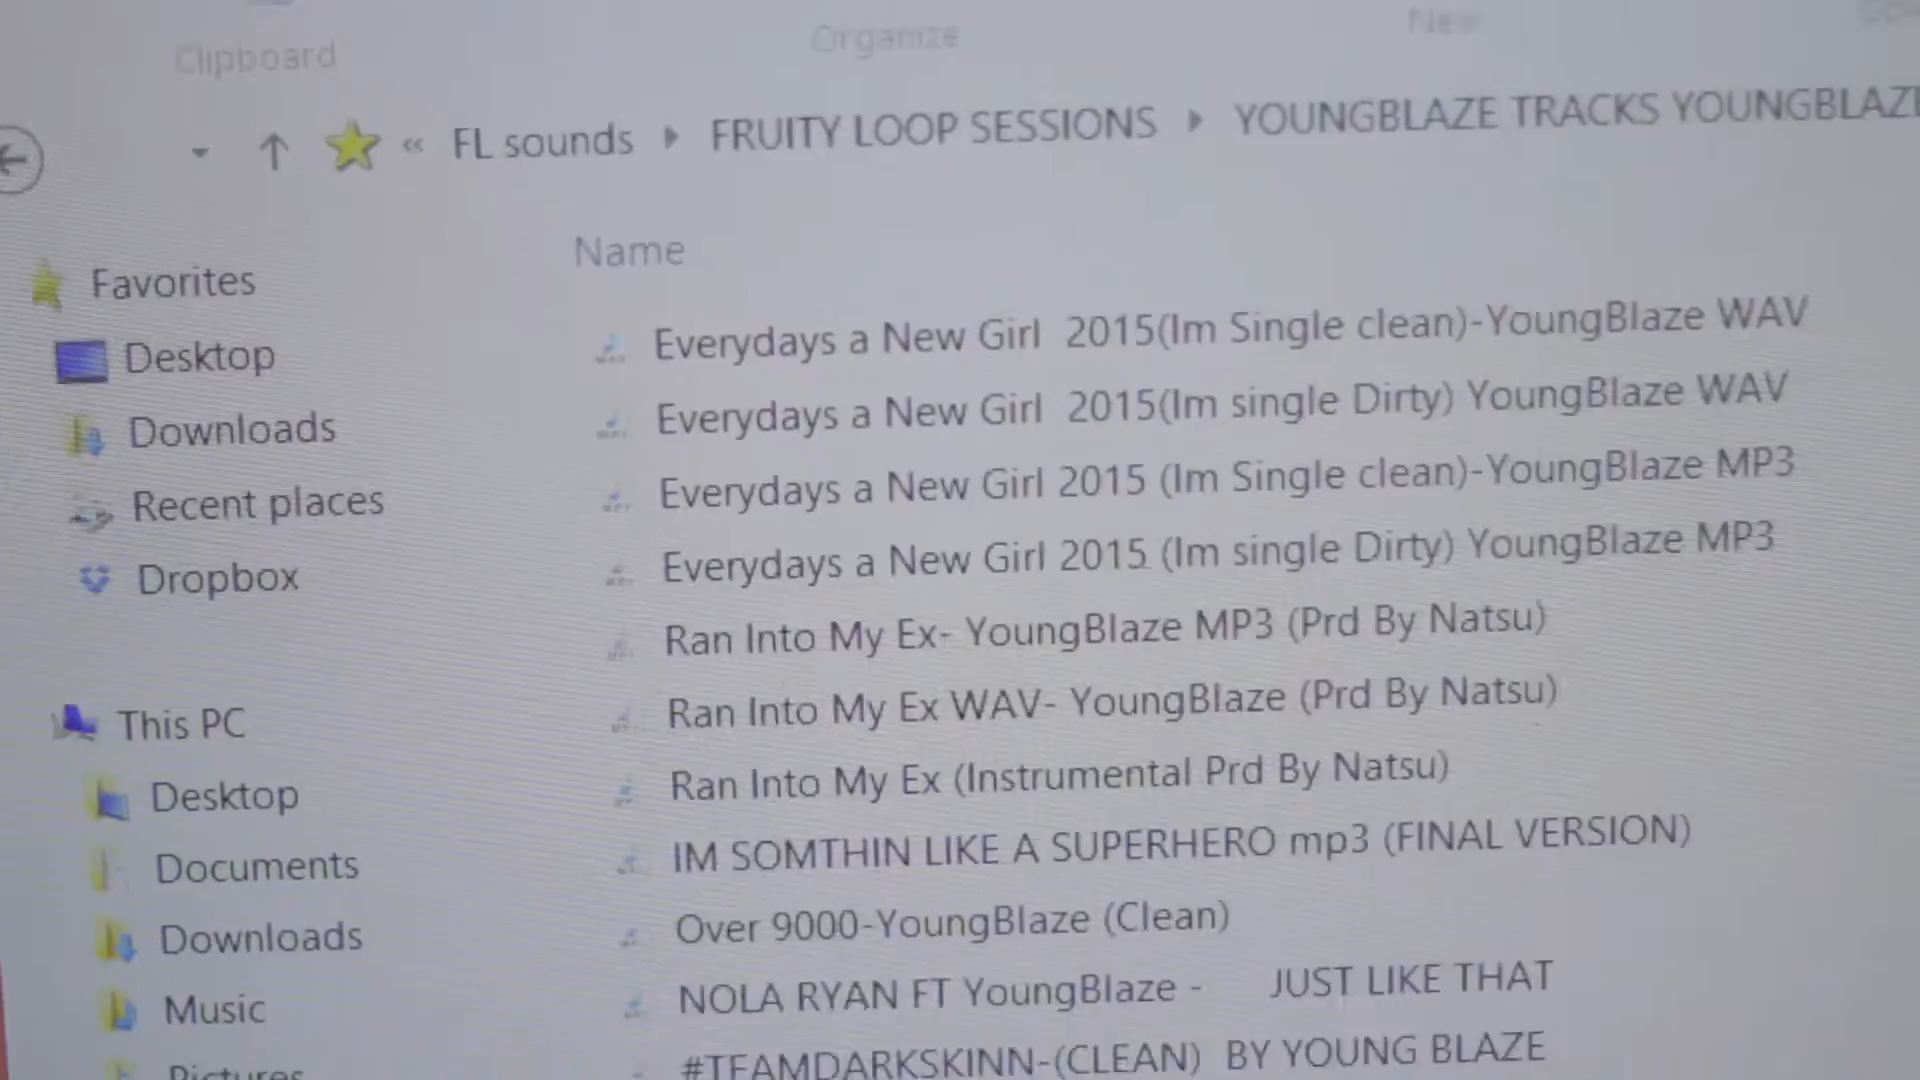 Clipboard
Organize
New
« FL sounds FRUITY LOOP SESSIONS YOUNGBLAZE TRACKS YOUNGBLAZE
Name
Favorites
Desktop
Downloads
Recent places
Dropbox
This PC
Desktop
Documents
Downloads
Music
Pictures
Everydays a New Girl 2015(Im Single clean)-YoungBlaze WAV
Everydays a New Girl 2015(Im single Dirty) YoungBlaze WAV
Everydays a New Girl 2015 (Im Single clean)-YoungBlaze MP3
Everydays a New Girl 2015 (Im single Dirty) YoungBlaze MP3
Ran Into My Ex- YoungBlaze MP3 (Prd By Natsu)
Ran Into My Ex WAV- YoungBlaze (Prd By Natsu)
Ran Into My Ex (Instrumental Prd By Natsu)
IM SOMTHIN LIKE A SUPERHERO mp3 (FINAL VERSION)
Over 9000-YoungBlaze (Clean)
NOLA RYAN FT YoungBlaze - JUST LIKE THAT
#TEAMDARKSKINN-(CLEAN) BY YOUNG BLAZE